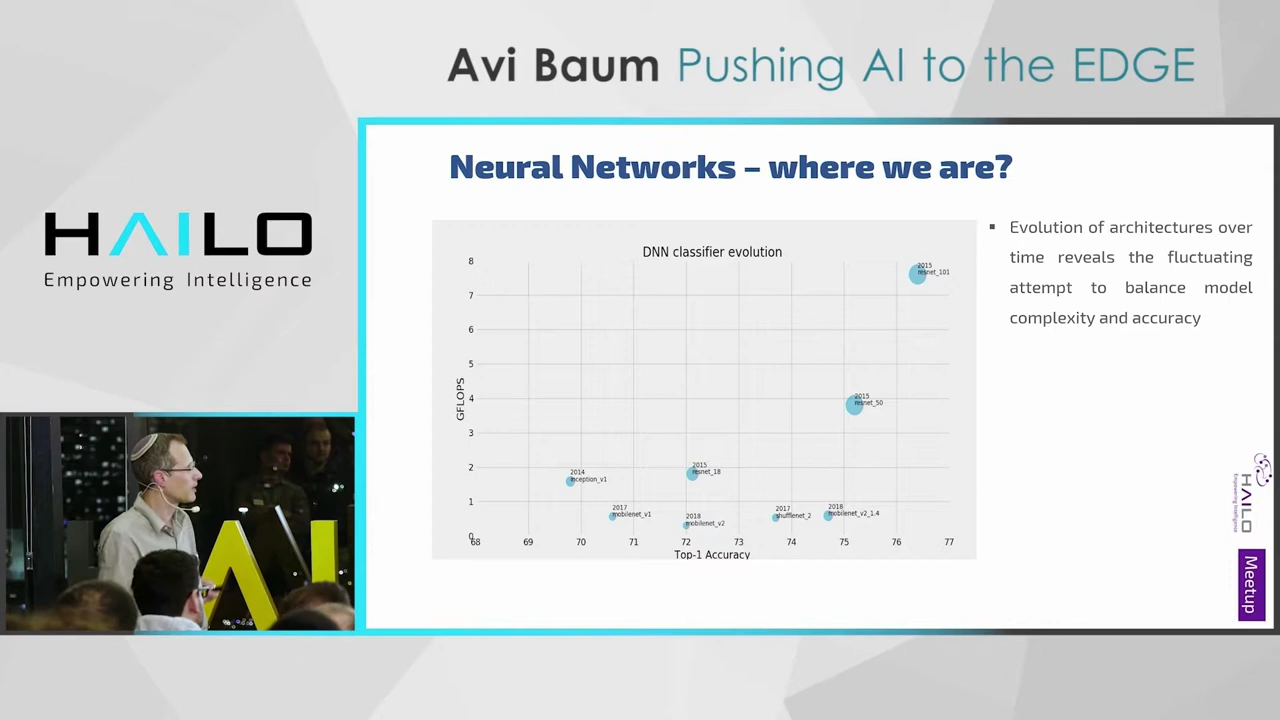 Avi Baum Pushing AI to the EDGE
HAILO
Empowering Intelligence
Neural Networks – where we are?
DNN classifier evolution
GFLOPS
8
7
6
5
4
3
2
1
0
68 69 70 71 72 73 74 75 76 77
Top-1 Accuracy
2015
resnet_101
2015
resnet_50
2014
inception_v1
2015
resnet_18
2017
mobilenet_v1
2018
mobilenet_v2
2017
shufflenet_2
2018
mobilenet_v2_1.4
▪ Evolution of architectures over
time reveals the fluctuating
attempt to balance model
complexity and accuracy
HAILO
Empowering Intelligence
Meetup
AI